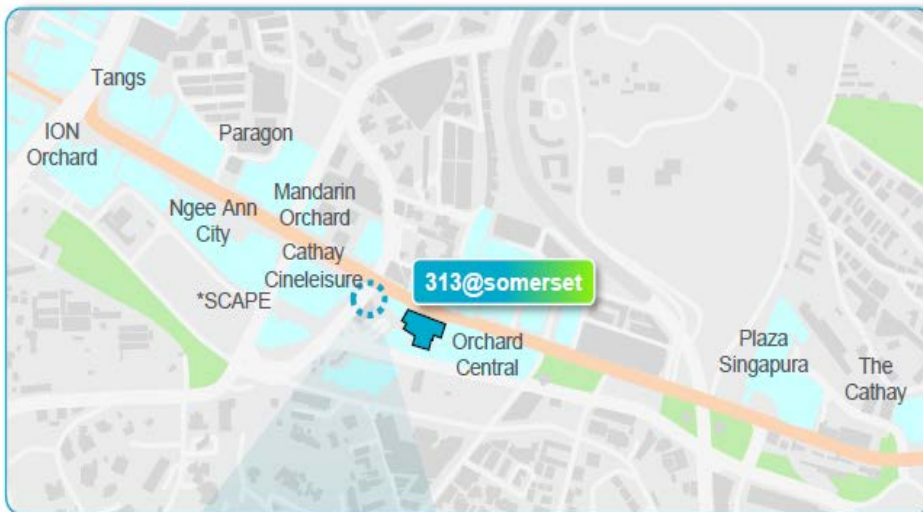 Tangs
ION
Orchard
Paragon
Mandarin
Orchard
Ngee Ann
City
Cathay
Cineleisure
*SCAPE
313@somerset
Orchard
Central
Plaza
Singapura
The
Cathay